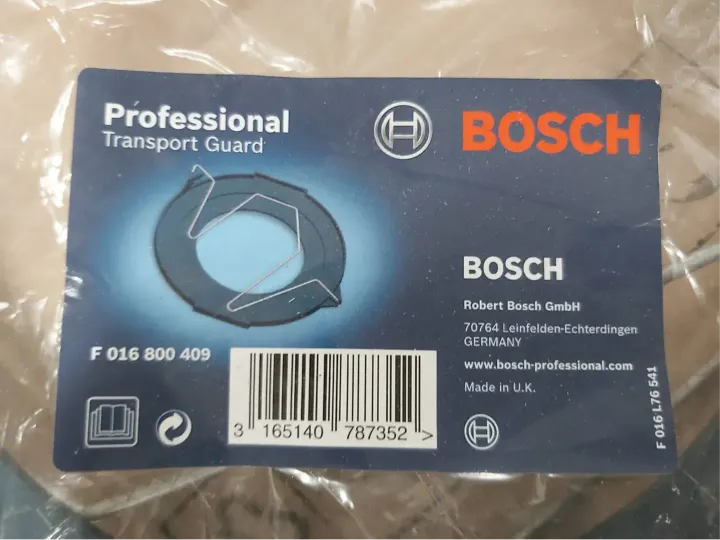 Professional
Transport Guard
BOSCH
BOSCH
Robert Bosch GmbH
70764 Leinfelden-Echterdingen
GERMANY
www.bosch-professional.com
Made in U.K.
F 016 800 409
3 165140 787352 >
F 016 L76 541